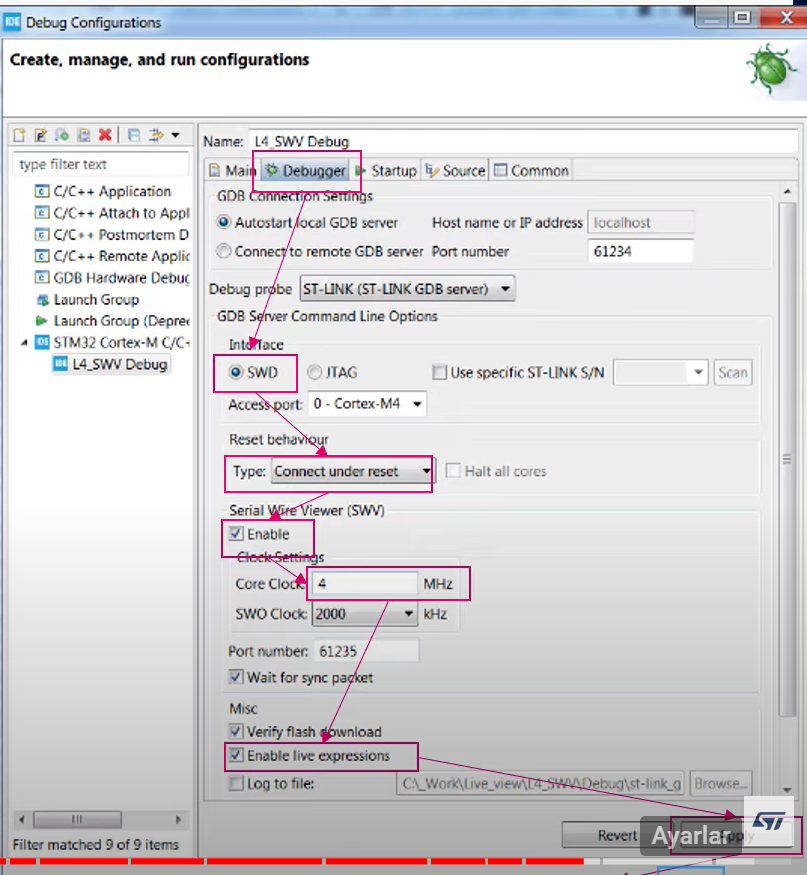 IDE Debug Configurations
Create, manage, and run configurations
type filter text
C/C++ Application
C/C++ Attach to Appl
C/C++ Postmortem D
C/C++ Remote Applic
GDB Hardware Debug
Launch Group
Launch Group (Depre
IDE STM32 Cortex-M C/C+
IDE L4_SWV Debug
Filter matched 9 of 9 items
Name: L4_SWV Debug
Main Debugger Startup Source Common
GDB Connection Settings
Autostart local GDB server Host name or IP address localhost
Connect to remote GDB server Port number 61234
Debug probe ST-LINK (ST-LINK GDB server)
GDB Server Command Line Options
Interface
SWD JTAG Use specific ST-LINK S/N Scan
Access port: 0 - Cortex-M4
Reset behaviour
Type: Connect under reset Halt all cores
Serial Wire Viewer (SWV)
Enable
Clock Settings
Core Clock: 4 MHz
SWO Clock: 2000 kHz
Port number: 61235
Wait for sync packet
Misc
Verify flash download
Enable live expressions
Log to file: C:\_Work\Live_view\L4_SWV\Debug\st-link_g Browse...
Revert Apply
Ayarlar
ST